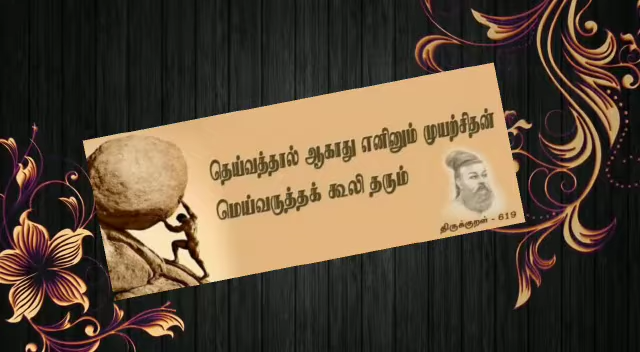 தெய்வத்தால் ஆகாது எனினும் முயற்சிதன்
மெய்வருத்தக் கூலி தரும்
திருக்குறள் - 619